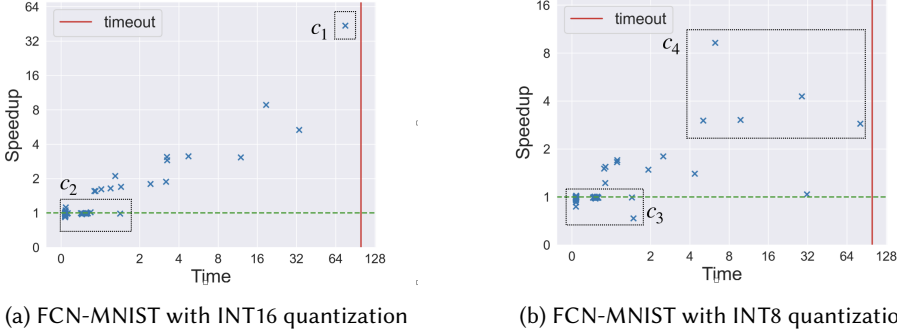 64
32
16
8
4
2
1
0
Speedup
timeout
c1
c2
0 1 2 4 8 16 32 64 128
Time
(a) FCN-MNIST with INT16 quantization
16
8
4
2
1
0
Speedup
timeout
c4
c3
0 1 2 4 8 16 32 64 128
Time
(b) FCN-MNIST with INT8 quantizatio